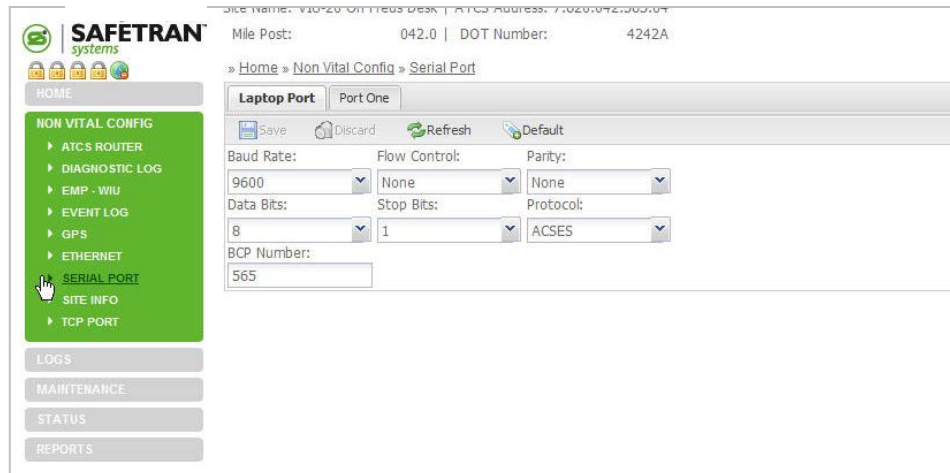 SAFETRAN
systems
Mile Post: 042.0 | DOT Number: 4242A
» Home » Non Vital Config » Serial Port
HOME
NON VITAL CONFIG
ATCS ROUTER
DIAGNOSTIC LOG
EMP - WIU
EVENT LOG
GPS
ETHERNET
SERIAL PORT
SITE INFO
TCP PORT
LOGS
MAINTENANCE
STATUS
REPORTS
Laptop Port Port One
Save Discard Refresh Default
Baud Rate: Flow Control: Parity:
9600 None None
Data Bits: Stop Bits: Protocol:
8 1 ACSES
BCP Number:
565